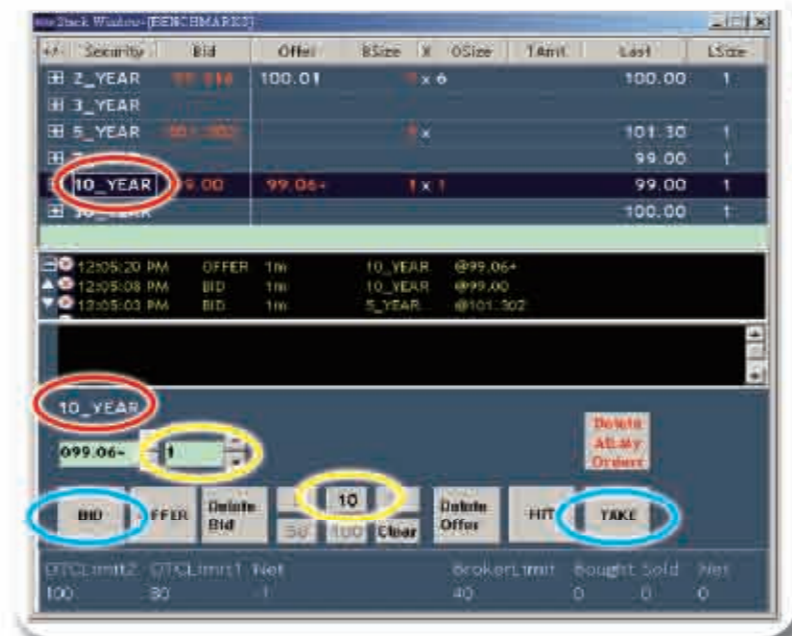 Stack Window-[BENCHMARKS]
+/- Security Bid Offer BSize X OSize TAmt Last LSize
2_YEAR 100.01 x 6 100.00 1
3_YEAR
5_YEAR x 101.30 1
99.00 1
10_YEAR 99.00 99.06+ 1 x 1 99.00 1
100.00 1
12:05:20 PM OFFER 1m 10_YEAR @99.06+
12:05:08 PM BID 1m 10_YEAR @99.00
12:05:03 PM BID 1m 5_YEAR @101.302
10_YEAR
099.06+ 1
Delete
All My
Orders
BID OFFER Delete Bid 10 50 100 Clear Delete Offer HIT TAKE
OTCLimit2 OTCLimit1 Net BrokerLimit Bought Sold Net
100 80 -1 40 0 0 0